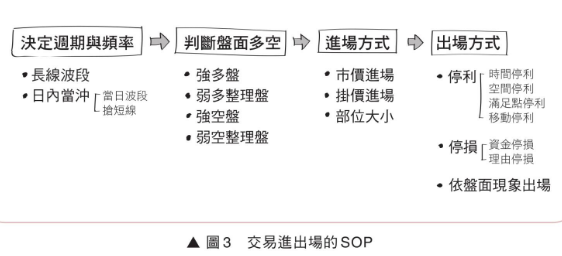 決定週期與頻率
判斷盤面多空
進場方式
出場方式
• 長線波段
• 日內當沖
當日波段
搶短線
• 強多盤
• 弱多整理盤
• 強空盤
• 弱空整理盤
• 市價進場
• 掛價進場
• 部位大小
• 停利
時間停利
空間停利
滿足點停利
移動停利
• 停損
資金停損
理由停損
• 依盤面現象出場
▲ 圖3 交易進出場的SOP